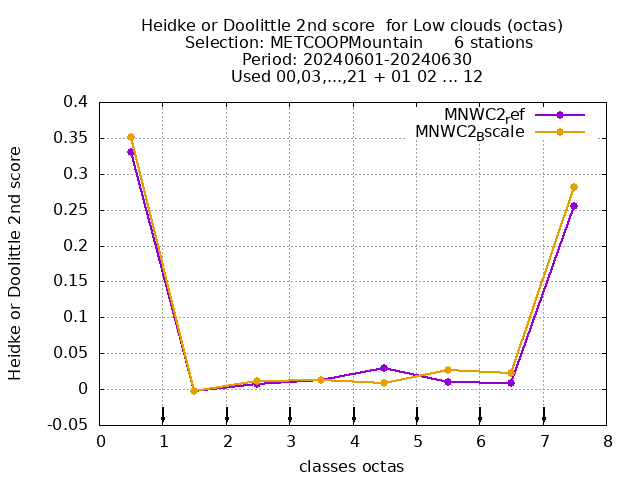 Heidke or Doolittle 2nd score  for Low clouds (octas)
Selection: METCOOPMountain      6 stations
Period: 20240601-20240630
Used 00,03,...,21 + 01 02 ... 12
MNWC2ref
MNWC2Bscale
Heidke or Doolittle 2nd score
0.4
0.35
0.3
0.25
0.2
0.15
0.1
0.05
0
-0.05
0 1 2 3 4 5 6 7 8
classes octas